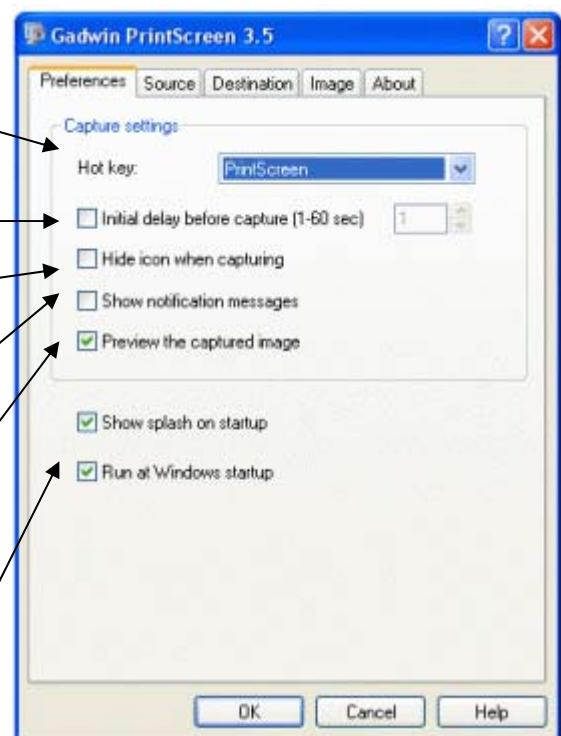 Gadwin PrintScreen 3.5
Preferences Source Destination Image About
Capture settings
Hot key: PrintScreen
Initial delay before capture (1-60 sec) 1
Hide icon when capturing
Show notification messages
Preview the captured image
Show splash on startup
Run at Windows startup
OK Cancel Help